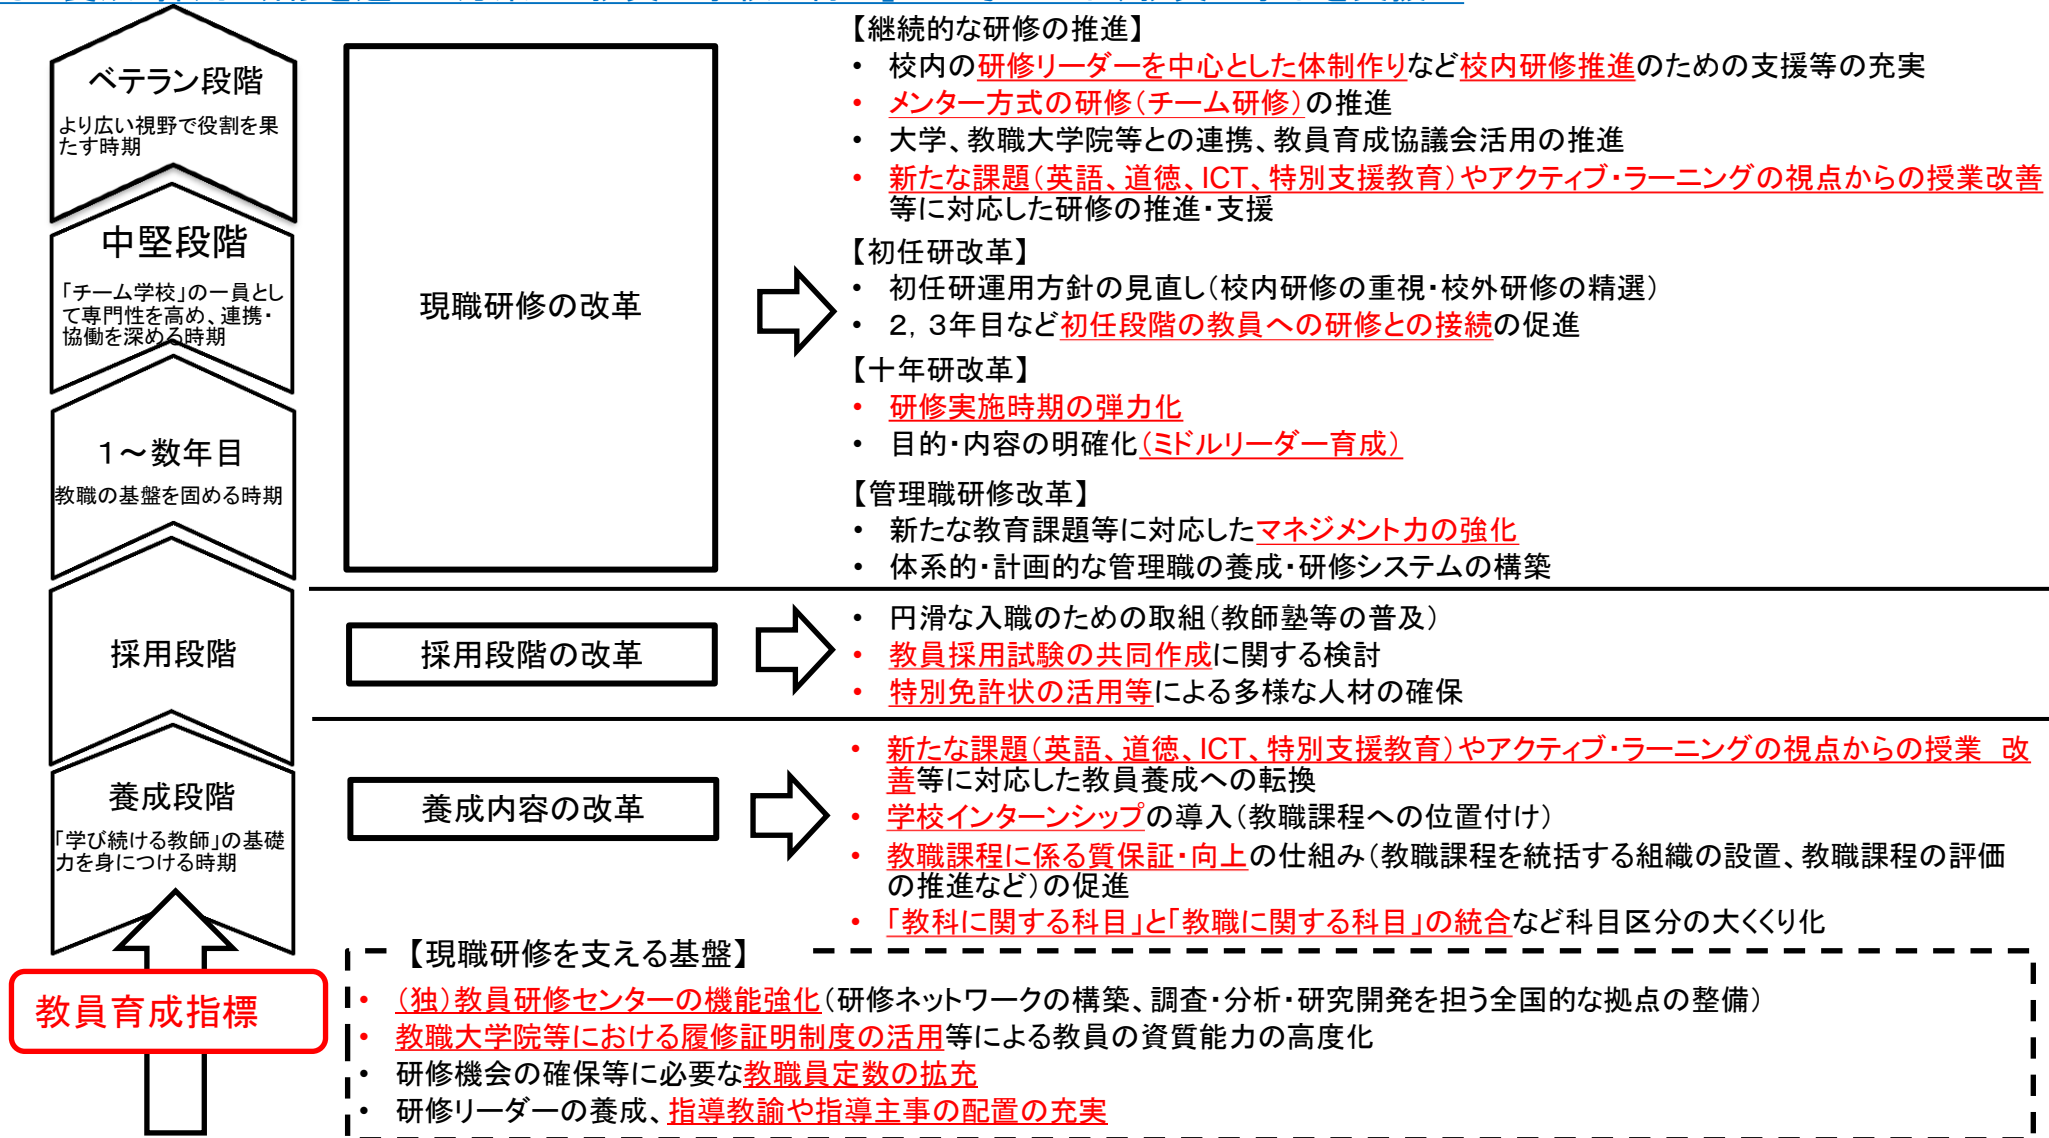 ベテラン段階
より広い視野で役割を果
たす時期
中堅段階
「チーム学校」の一員とし
て専門性を高め、連携・
協働を深める時期
1～数年目
教職の基盤を固める時期
採用段階
養成段階
「学び続ける教師」の基礎
力を身につける時期
教員育成指標
現職研修の改革
【継続的な研修の推進】
• 校内の研修リーダーを中心とした体制作りなど校内研修推進のための支援等の充実
• メンター方式の研修（チーム研修）の推進
• 大学、教職大学院等との連携、教員育成協議会活用の推進
• 新たな課題（英語、道徳、ICT、特別支援教育）やアクティブ・ラーニングの視点からの授業改善
等に対応した研修の推進・支援
【初任研改革】
• 初任研運用方針の見直し（校内研修の重視・校外研修の精選）
• 2，3年目など初任段階の教員への研修との接続の促進
【十年研改革】
• 研修実施時期の弾力化
• 目的・内容の明確化（ミドルリーダー育成）
【管理職研修改革】
• 新たな教育課題等に対応したマネジメント力の強化
• 体系的・計画的な管理職の養成・研修システムの構築
採用段階の改革
• 円滑な入職のための取組（教師塾等の普及）
• 教員採用試験の共同作成に関する検討
• 特別免許状の活用等による多様な人材の確保
養成内容の改革
• 新たな課題（英語、道徳、ICT、特別支援教育）やアクティブ・ラーニングの視点からの授業　改
善等に対応した教員養成への転換
• 学校インターンシップの導入（教職課程への位置付け）
• 教職課程に係る質保証・向上の仕組み（教職課程を統括する組織の設置、教職課程の評価
の推進など）の促進
• 「教科に関する科目」と「教職に関する科目」の統合など科目区分の大くくり化
【現職研修を支える基盤】
• （独）教員研修センターの機能強化（研修ネットワークの構築、調査・分析・研究開発を担う全国的な拠点の整備）
• 教職大学院等における履修証明制度の活用等による教員の資質能力の高度化
• 研修機会の確保等に必要な教職員定数の拡充
• 研修リーダーの養成、指導教諭や指導主事の配置の充実